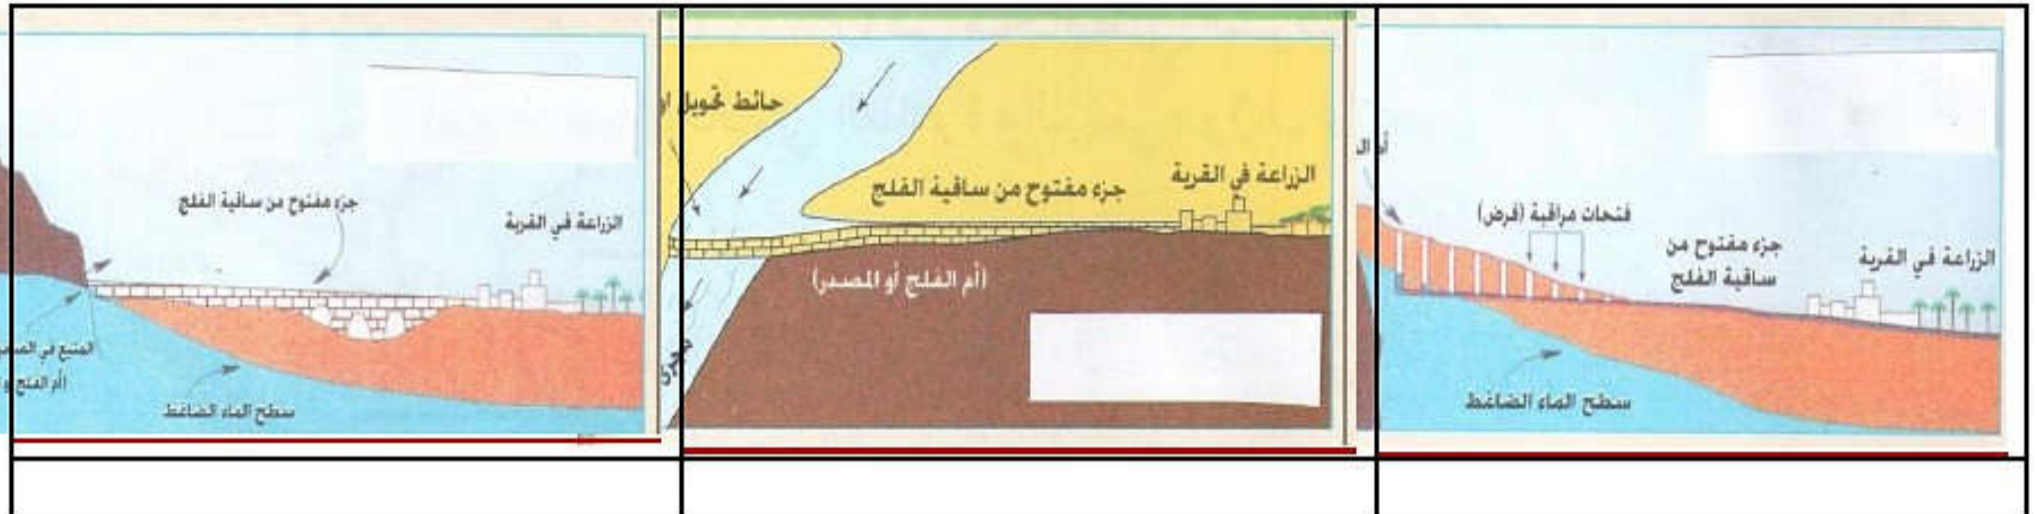 فتحات مراقبة (فرض)
جزء مفتوح من
ساقية الفلج
الزراعة في القرية
سطح الماء الضاغط
حائط تحويل
الزراعة في القرية
جزء مفتوح من ساقية الفلج
(أم الفلج أو المصدر)
جزء مفتوح من ساقية الفلج
الزراعة في القرية
المنبع في
(أم الفلج
سطح الماء الضاغط